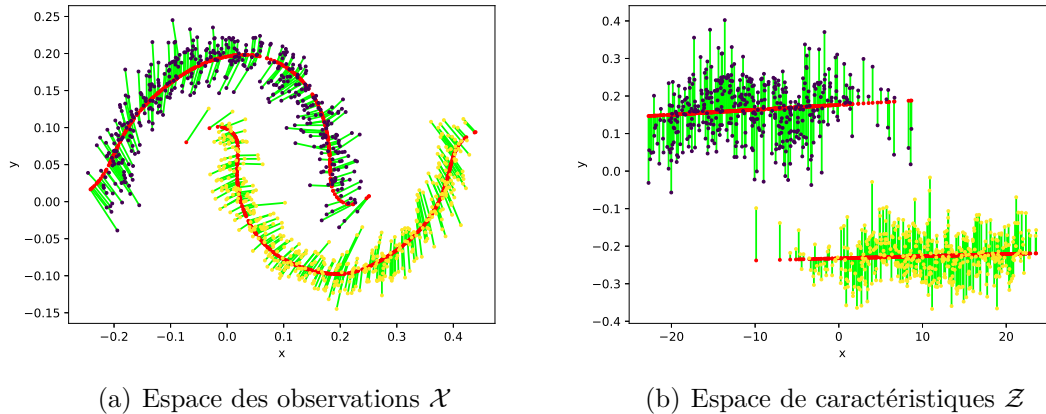 0.25
0.20
0.15
0.10
0.05
0.00
−0.05
−0.10
−0.15
y
−0.2 −0.1 0.0 0.1 0.2 0.3 0.4
x
(a) Espace des observations 𝒳
0.4
0.3
0.2
0.1
0.0
−0.1
−0.2
−0.3
−0.4
y
−20 −10 0 10 20
x
(b) Espace de caractéristiques 𝒵